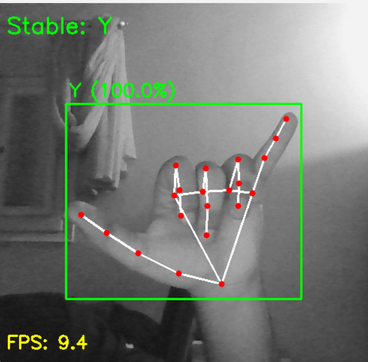 Stable: Y
Y (100.0%)
FPS: 9.4